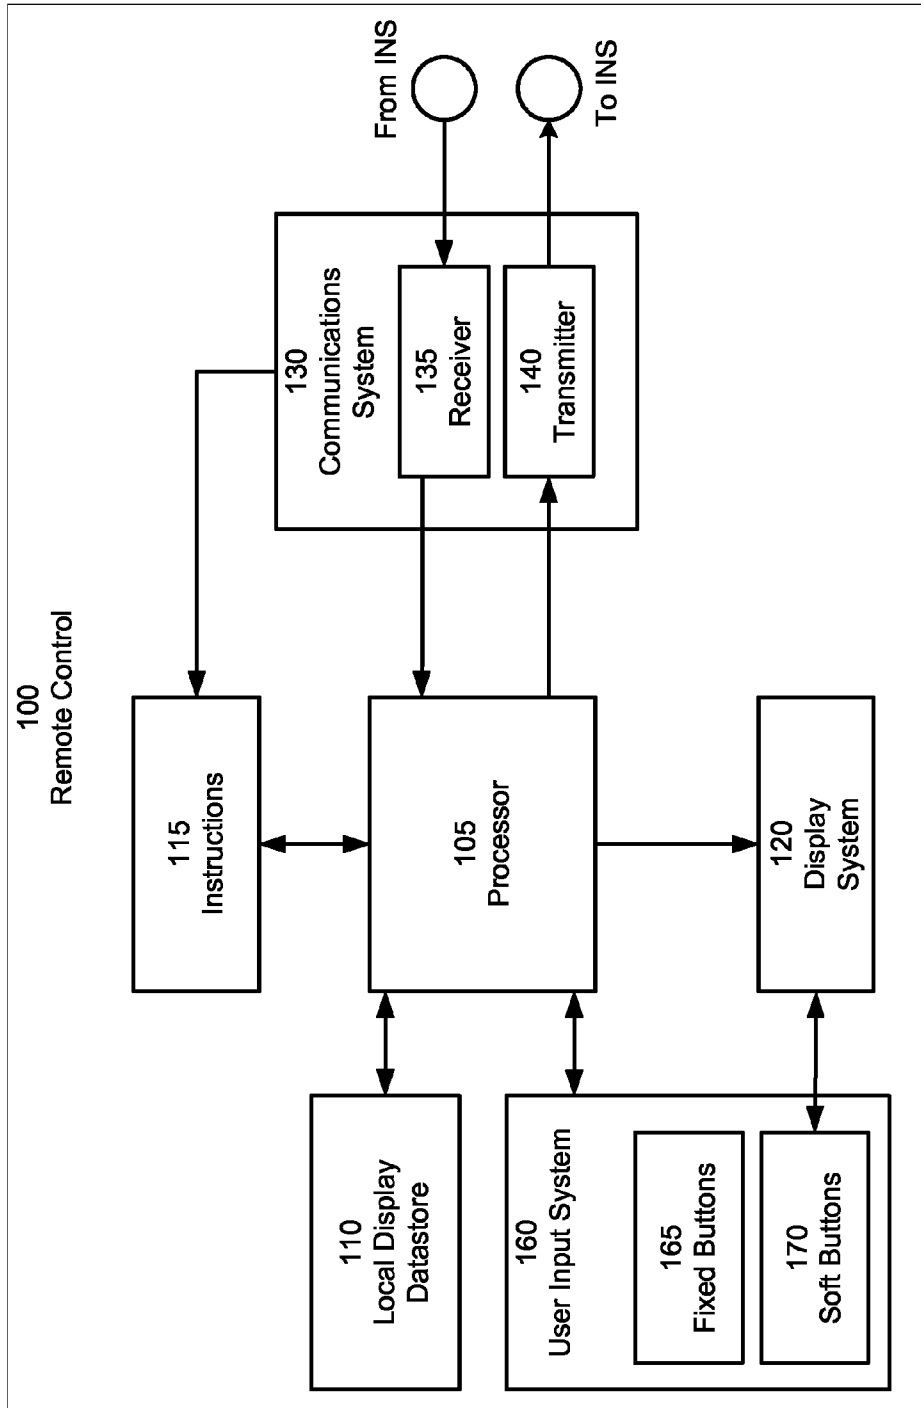 100
Remote Control
110
Local Display
Datastore
115
Instructions
130
Communications
System
From INS
105
Processor
135
Receiver
140
Transmitter
To INS
160
User Input System
165
Fixed Buttons
170
Soft Buttons
120
Display
System